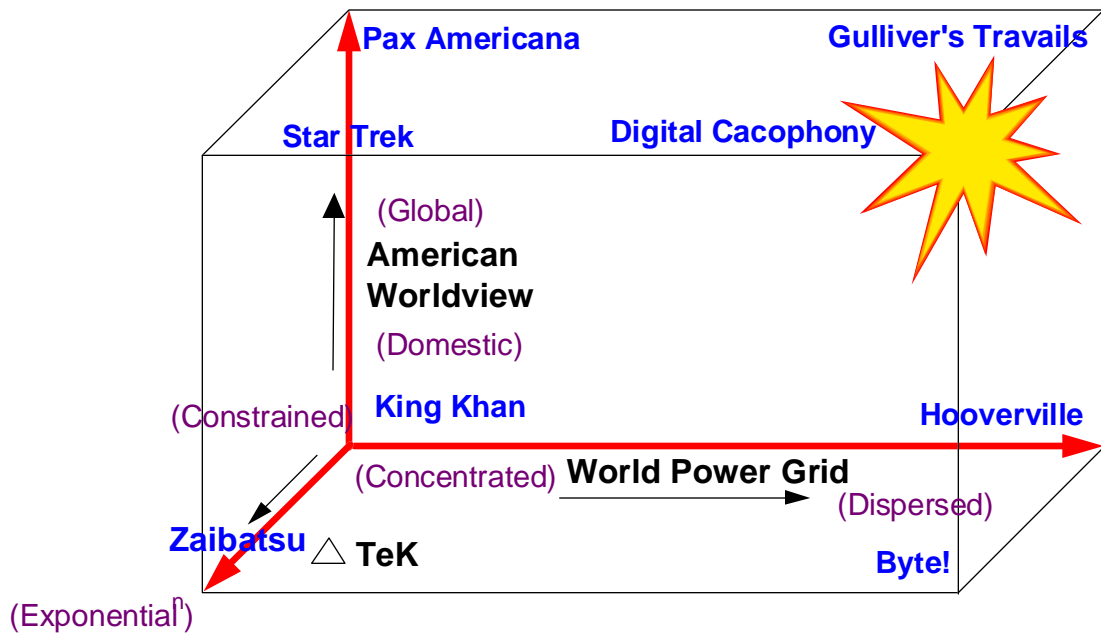 Pax Americana
Gulliver's Travails
Star Trek
Digital Cacophony
(Global)
American
Worldview
(Domestic)
King Khan
(Constrained)
Hooverville
(Concentrated)
World Power Grid
(Dispersed)
Zaibatsu
△ TeK
Byte!
(Exponentialⁿ)